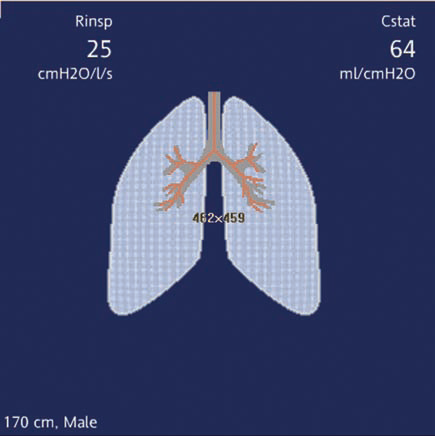 Rinsp
25
cmH2O/l/s
Cstat
64
ml/cmH2O
462×459
170 cm, Male